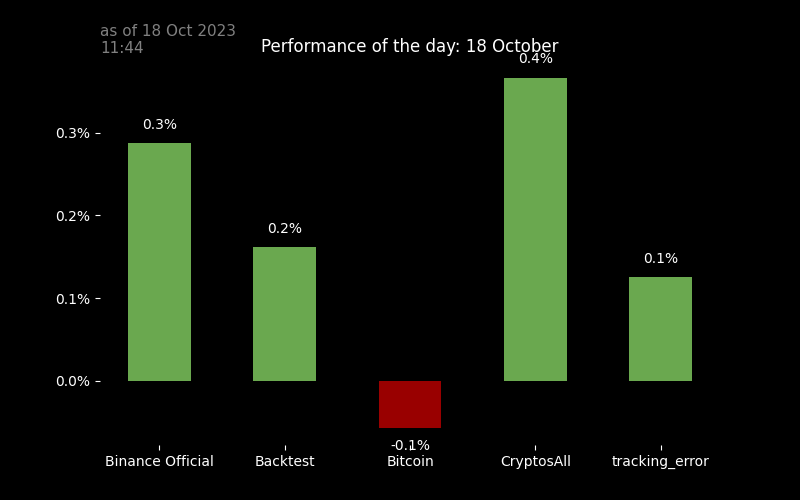 as of 18 Oct 2023
11:44
Performance of the day: 18 October
0.4%
0.3%
0.3%
0.2%
0.2%
0.1%
0.1%
0.0%
-0.1%
Binance Official
Backtest
Bitcoin
CryptosAll
tracking_error